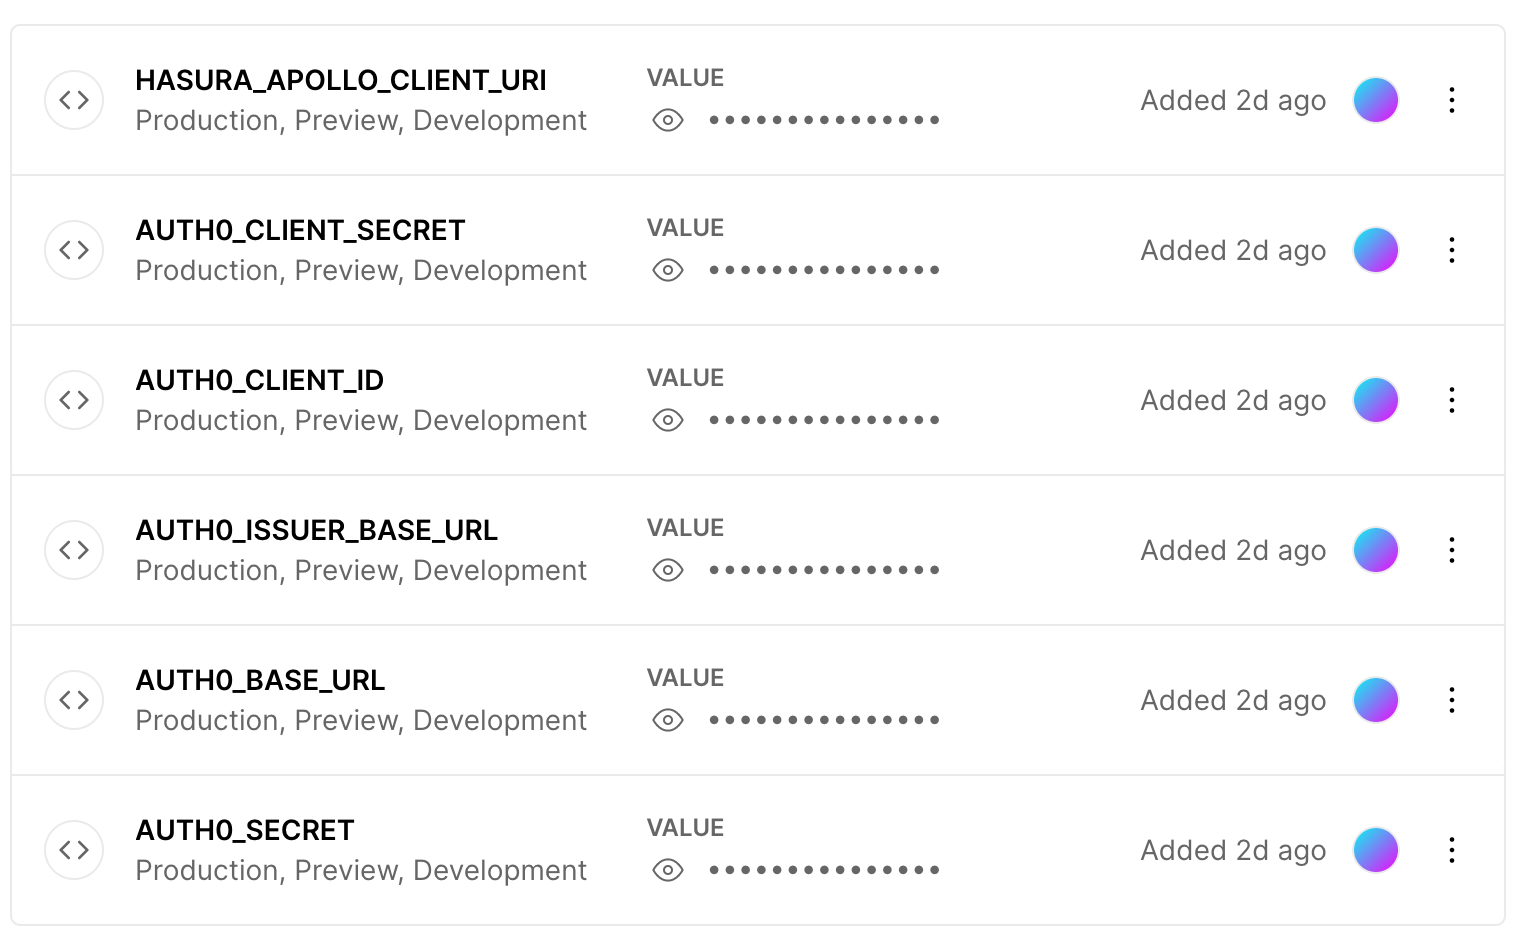 HASURA_APOLLO_CLIENT_URI
Production, Preview, Development
VALUE
•••••••••••••••
Added 2d ago
AUTH0_CLIENT_SECRET
Production, Preview, Development
VALUE
•••••••••••••••
Added 2d ago
AUTH0_CLIENT_ID
Production, Preview, Development
VALUE
•••••••••••••••
Added 2d ago
AUTH0_ISSUER_BASE_URL
Production, Preview, Development
VALUE
•••••••••••••••
Added 2d ago
AUTH0_BASE_URL
Production, Preview, Development
VALUE
•••••••••••••••
Added 2d ago
AUTH0_SECRET
Production, Preview, Development
VALUE
•••••••••••••••
Added 2d ago